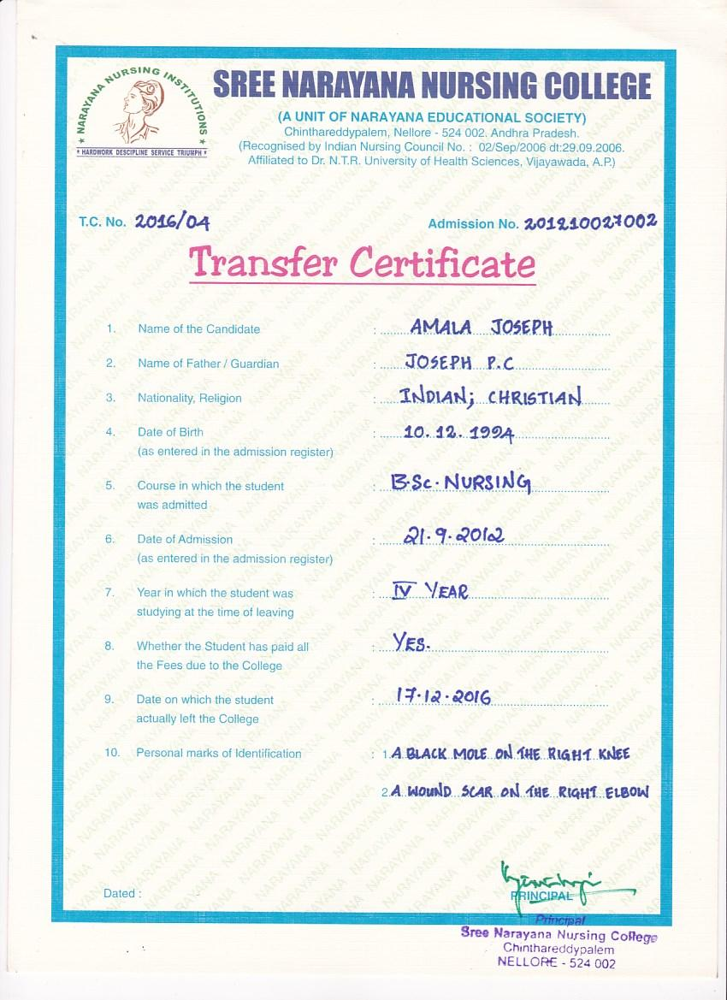 NARAYANA NURSING INSTITUTIONS
* HARDWORK DESCIPLINE SERVICE TRIUMPH *
SREE NARAYANA NURSING COLLEGE
(A UNIT OF NARAYANA EDUCATIONAL SOCIETY)
Chinthareddypalem, Nellore - 524 002. Andhra Pradesh.
(Recognised by Indian Nursing Council No. : 02/Sep/2006 dt:29.09.2006.
Affiliated to Dr. N.T.R. University of Health Sciences, Vijayawada, A.P.)
T.C. No. 2016/04 Admission No. 201210027002
Transfer Certificate
1. Name of the Candidate : AMALA JOSEPH
2. Name of Father / Guardian : JOSEPH P.C
3. Nationality, Religion : INDIAN; CHRISTIAN
4. Date of Birth : 10.12.1994
(as entered in the admission register)
5. Course in which the student : B.Sc. NURSING
was admitted
6. Date of Admission : 21.9.2012
(as entered in the admission register)
7. Year in which the student was : IV YEAR
studying at the time of leaving
8. Whether the Student has paid all : YES.
the Fees due to the College
9. Date on which the student : 17.12.2016
actually left the College
10. Personal marks of Identification : 1. A BLACK MOLE ON THE RIGHT KNEE
2. A WOUND SCAR ON THE RIGHT ELBOW
Dated :
PRINCIPAL
Principal
Sree Narayana Nursing College
Chinthareddypalem
NELLORE - 524 002